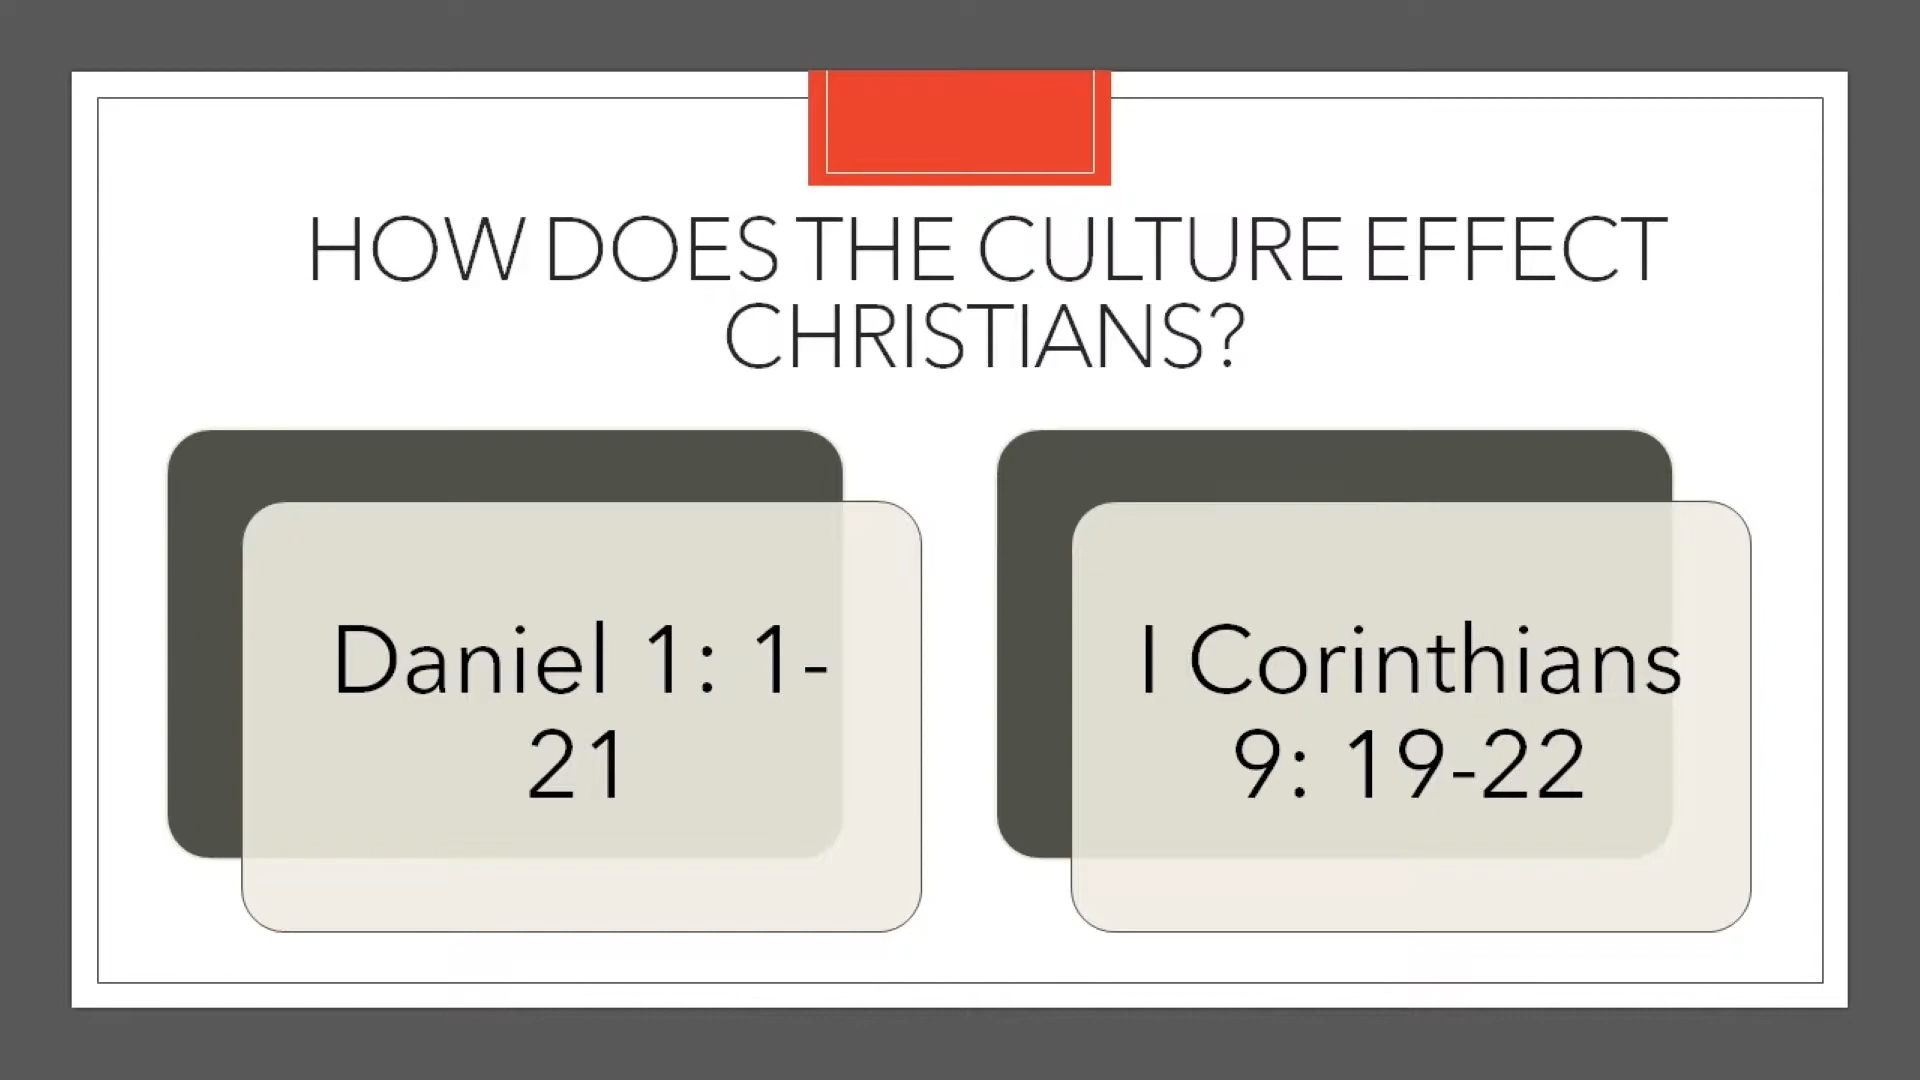 HOW DOES THE CULTURE EFFECT
CHRISTIANS?
Daniel 1: 1-
21
I Corinthians
9: 19-22